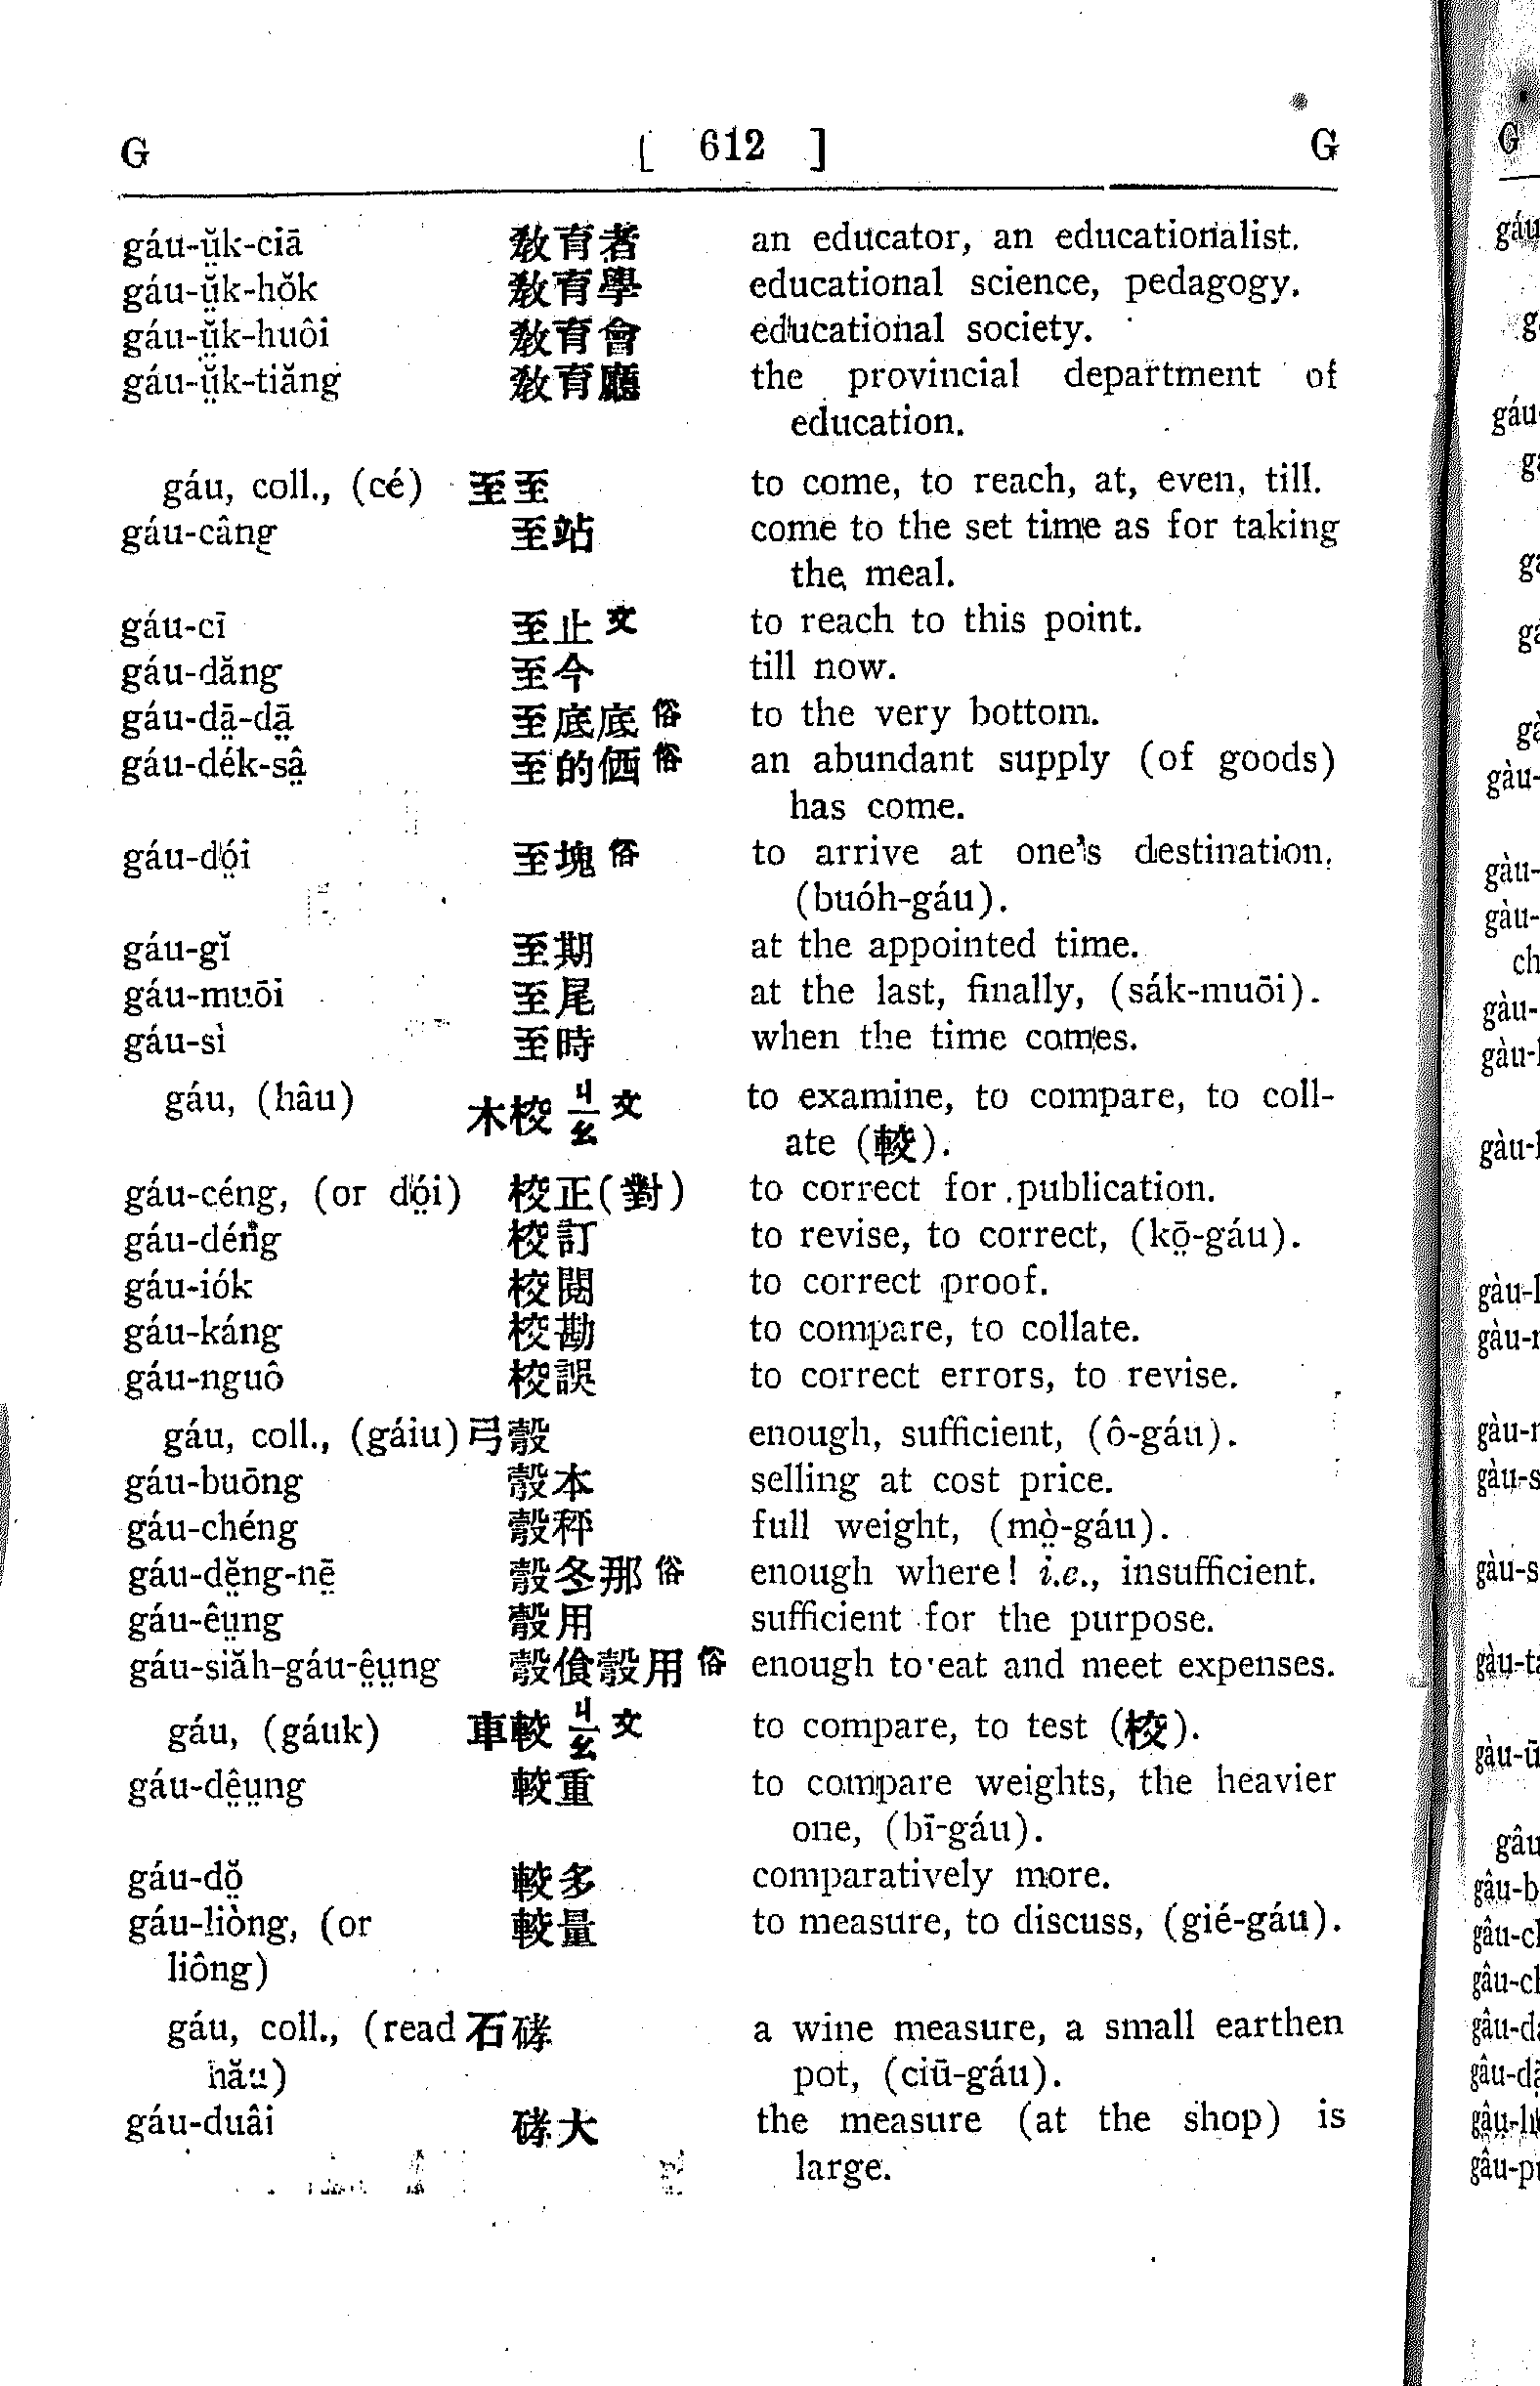 G [ 612 ] G
gáu-ṳ̆k-ciā 教育者 an educator, an educationalist.
gáu-ṳ̆k-hŏk 教育學 educational science, pedagogy.
gáu-ṳ̆k-huôi 教育會 educational society.
gáu-ṳ̆k-tiăng 教育廳 the provincial department of
education.
gáu, coll., (cé) 至至 to come, to reach, at, even, till.
gáu-câng 至站 come to the set time as for taking
the meal.
gáu-cī 至止文 to reach to this point.
gáu-dăng 至今 till now.
gáu-dā̤-dā̤ 至底底俗 to the very bottom.
gáu-dék-sâ̤ 至的俖俗 an abundant supply (of goods)
has come.
gáu-dó̤i 至塊俗 to arrive at one's destination,
(buóh-gáu).
gáu-gĭ 至期 at the appointed time.
gáu-muōi 至尾 at the last, finally, (sák-muōi).
gáu-sì 至時 when the time comes.
gáu, (hâu) 木校ㄐㄧㄠ文 to examine, to compare, to coll-
ate (較).
gáu-céng, (or dó̤i) 校正(對) to correct for publication.
gáu-déng 校訂 to revise, to correct, (kō̤-gáu).
gáu-iók 校閱 to correct proof.
gáu-káng 校勘 to compare, to collate.
gáu-nguô 校誤 to correct errors, to revise.
gáu, coll., (gáiu) 弓彀 enough, sufficient, (ô-gáu).
gáu-buōng 彀本 selling at cost price.
gáu-chéng 彀秤 full weight, (mò̤-gáu).
gáu-dĕ̤ng-nē̤ 彀冬那俗 enough where! i.e., insufficient.
gáu-êṳng 彀用 sufficient for the purpose.
gáu-siăh-gáu-ê̤ṳng 彀飡彀用俗 enough to eat and meet expenses.
gáu, (gáuk) 車較ㄐㄧㄠ文 to compare, to test (校).
gáu-dê̤ṳng 較重 to compare weights, the heavier
one, (bī-gáu).
gáu-dŏ̤ 較多 comparatively more.
gáu-liòng, (or 較量 to measure, to discuss, (gié-gáu).
liông)
gáu, coll., (read 石硣 a wine measure, a small earthen
hău) pot, (ciū-gáu).
gáu-duâi 硣大 the measure (at the shop) is
large.